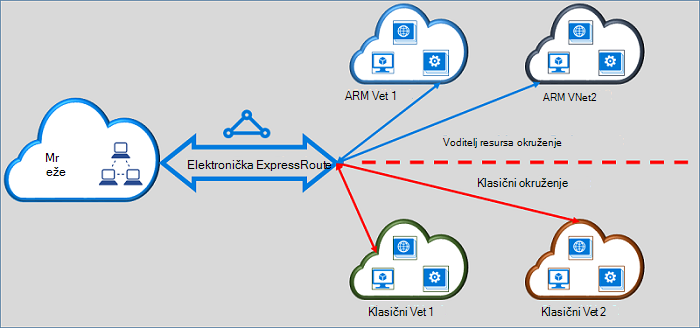 ARM Vet 1
ARM VNet2
Mr
eže
Elektronička ExpressRoute
Voditelj resursa okruženje
Klasični okruženje
Klasični Vet 1
Klasični Vet 2